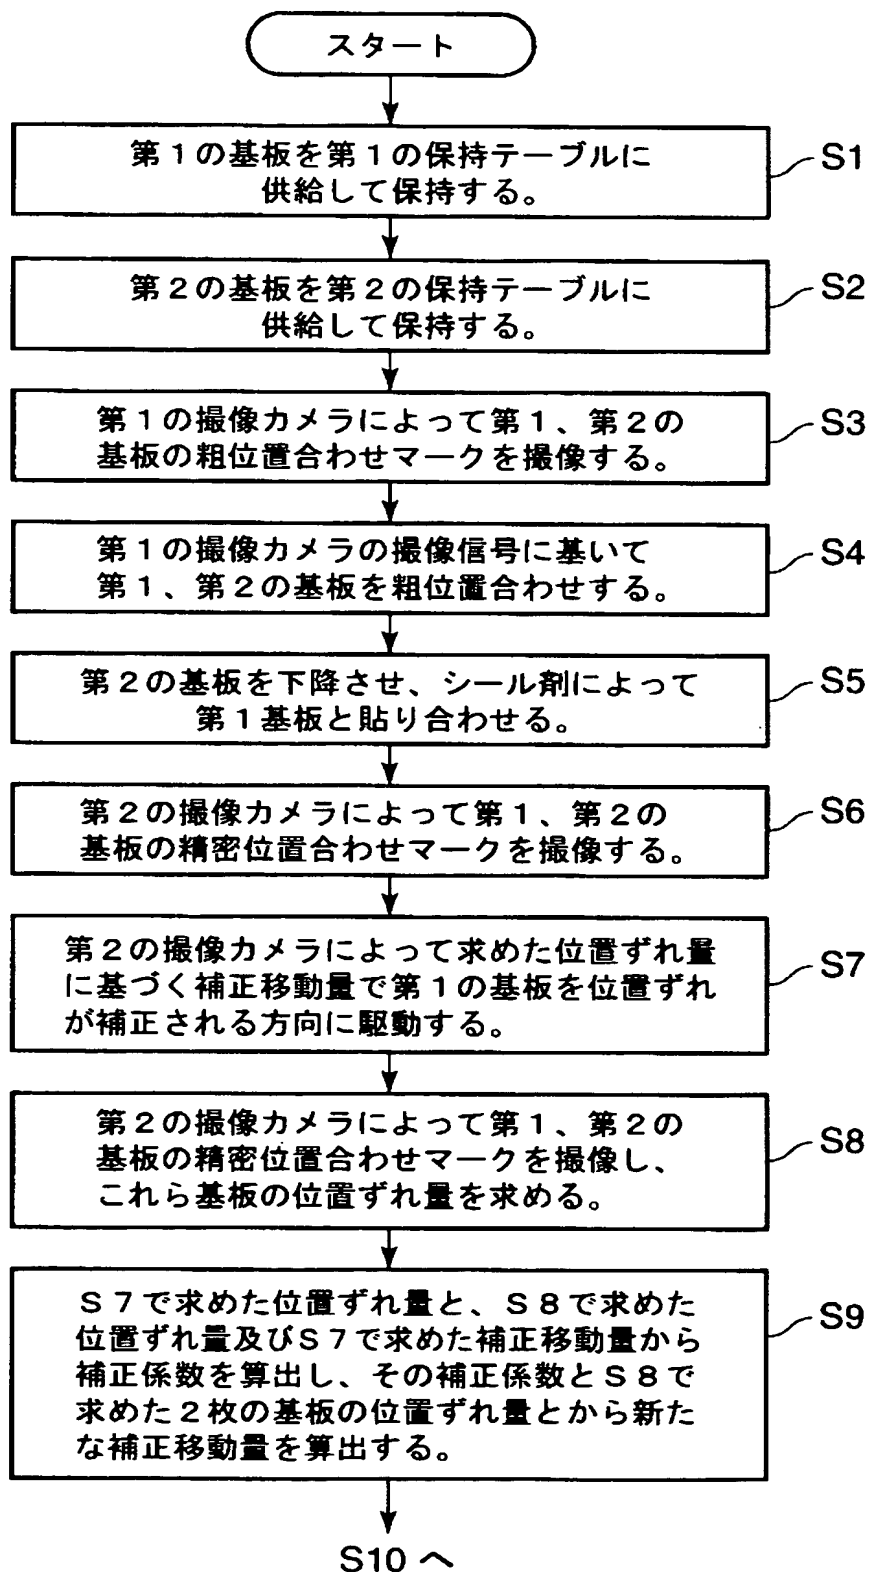 スタート
第1の基板を第1の保持テーブルに
供給して保持する。
S1
第2の基板を第2の保持テーブルに
供給して保持する。
S2
第1の撮像カメラによって第1、第2の
基板の粗位置合わせマークを撮像する。
S3
第1の撮像カメラの撮像信号に基いて
第1、第2の基板を粗位置合わせする。
S4
第2の基板を下降させ、シール剤によって
第1基板と貼り合わせる。
S5
第2の撮像カメラによって第1、第2の
基板の精密位置合わせマークを撮像する。
S6
第2の撮像カメラによって求めた位置ずれ量
に基づく補正移動量で第1の基板を位置ずれ
が補正される方向に駆動する。
S7
第2の撮像カメラによって第1、第2の
基板の精密位置合わせマークを撮像し、
これら基板の位置ずれ量を求める。
S8
S7で求めた位置ずれ量と、S8で求めた
位置ずれ量及びS7で求めた補正移動量から
補正係数を算出し、その補正係数とS8で
求めた2枚の基板の位置ずれ量とから新た
な補正移動量を算出する。
S9
S10 へ